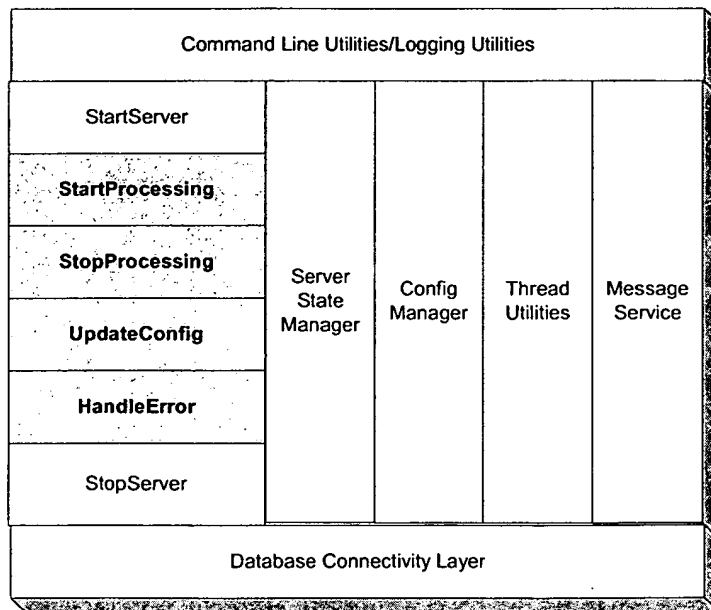 Command Line Utilities/Logging Utilities
StartServer
StartProcessing
StopProcessing
UpdateConfig
HandleError
StopServer
Server
State
Manager
Config
Manager
Thread
Utilities
Message
Service
Database Connectivity Layer